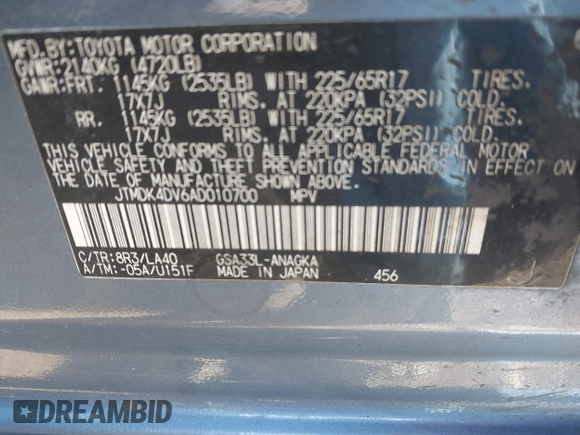 MFD.BY:TOYOTA MOTOR CORPORATION
GVWR:2140KG (4720LB)
GAWR:FRT. 1145KG (2535LB) WITH 225/65R17 TIRES.
17X7J RIMS. AT 220KPA (32PSI) COLD.
RR. 1145KG (2535LB) WITH 225/65R17 TIRES.
17X7J RIMS. AT 220KPA (32PSI) COLD.
THIS VEHICLE CONFORMS TO ALL APPLICABLE FEDERAL MOTOR
VEHICLE SAFETY AND THEFT PREVENTION STANDARDS IN EFFECT ON
THE DATE OF MANUFACTURE SHOWN ABOVE.
JTMDK4DV6AD010700 MPV
C/TR:8R3/LA40 GSA33L-ANAGKA
A/TM:-05A/U151F MADE IN JAPAN 456
DREAMBID